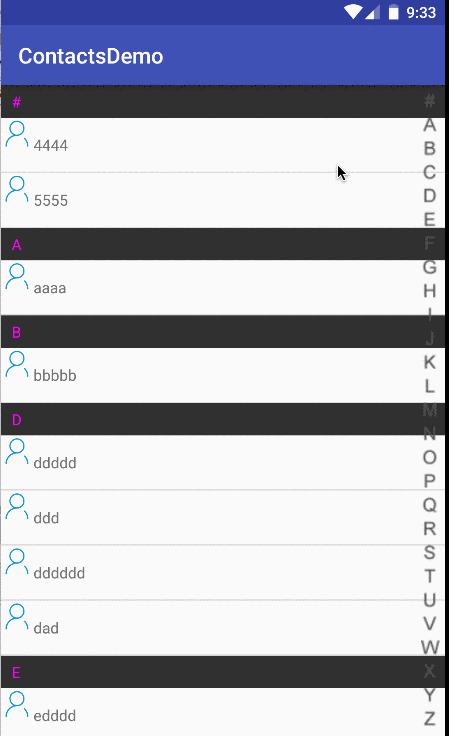 9:33
ContactsDemo
#
4444
5555
A
aaaa
B
bbbbb
D
ddddd
ddd
dddddd
dad
E
edddd
#
A
B
C
D
E
F
G
H
I
J
K
L
M
N
O
P
Q
R
S
T
U
V
W
X
Y
Z